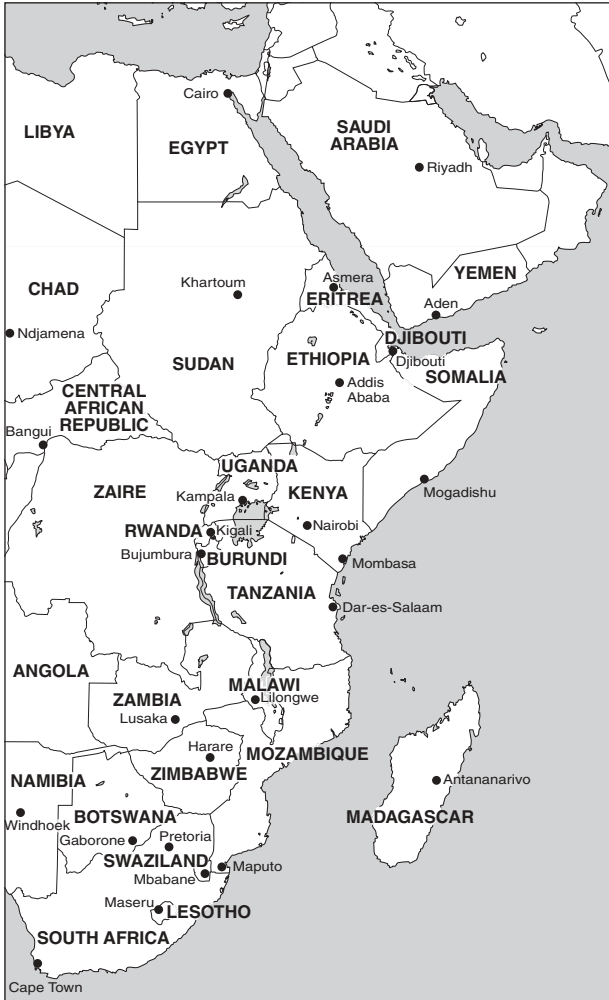 Cairo
LIBYA
EGYPT
SAUDI
ARABIA
Riyadh
CHAD
Khartoum
Asmera
ERITREA
YEMEN
Aden
Ndjamena
SUDAN
ETHIOPIA
DJIBOUTI
Djibouti
SOMALIA
Addis
Ababa
CENTRAL
AFRICAN
REPUBLIC
Bangui
UGANDA
ZAIRE
Kampala
KENYA
Mogadishu
RWANDA
Kigali
Nairobi
Bujumbura
BURUNDI
Mombasa
TANZANIA
Dar-es-Salaam
ANGOLA
MALAWI
Lilongwe
ZAMBIA
Lusaka
Harare
MOZAMBIQUE
ZIMBABWE
NAMIBIA
Antananarivo
Windhoek
BOTSWANA
MADAGASCAR
Gaborone
Pretoria
SWAZILAND
Maputo
Mbabane
Maseru
LESOTHO
SOUTH AFRICA
Cape Town